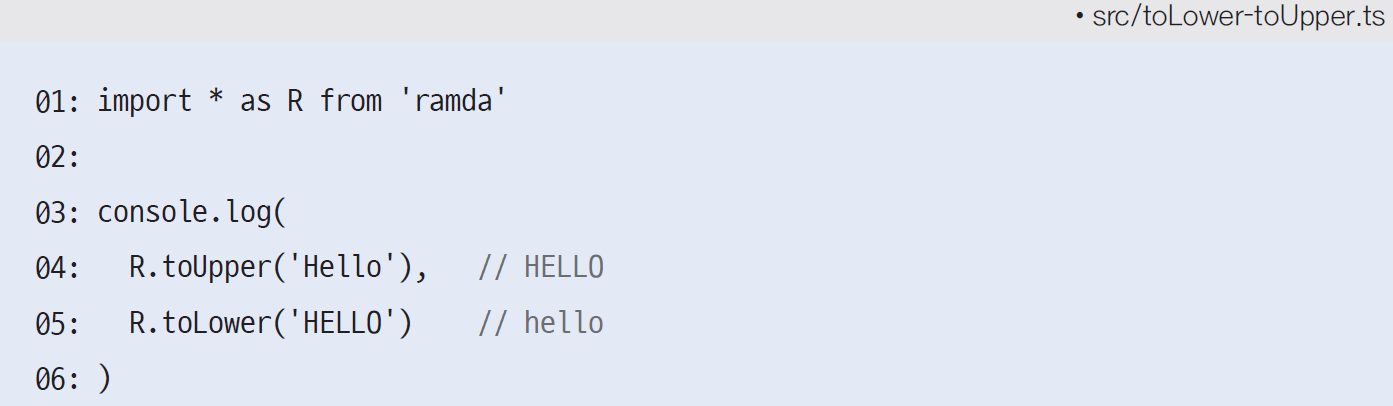 • src/toLower-toUpper.ts
01: import * as R from 'ramda'
02:
03: console.log(
04:   R.toUpper('Hello'),   // HELLO
05:   R.toLower('HELLO')    // hello
06: )